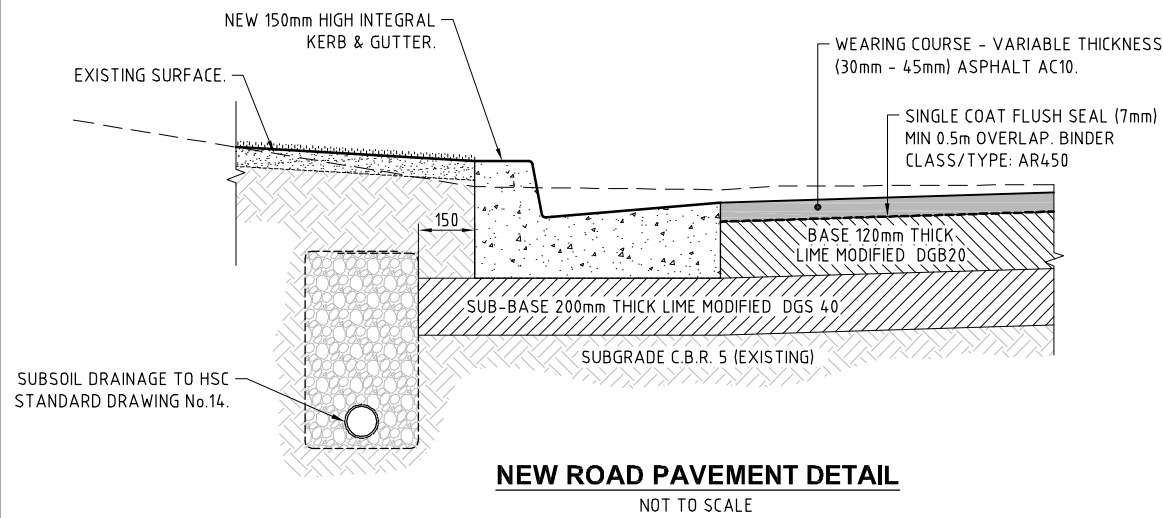 NEW 150mm HIGH INTEGRAL
KERB & GUTTER.
EXISTING SURFACE.
WEARING COURSE - VARIABLE THICKNESS
(30mm - 45mm) ASPHALT AC10.
SINGLE COAT FLUSH SEAL (7mm)
MIN 0.5m OVERLAP. BINDER
CLASS/TYPE: AR450
150
BASE 120mm THICK
LIME MODIFIED DGB20
SUB-BASE 200mm THICK LIME MODIFIED DGS 40
SUBGRADE C.B.R. 5 (EXISTING)
SUBSOIL DRAINAGE TO HSC
STANDARD DRAWING No.14.
NEW ROAD PAVEMENT DETAIL
NOT TO SCALE